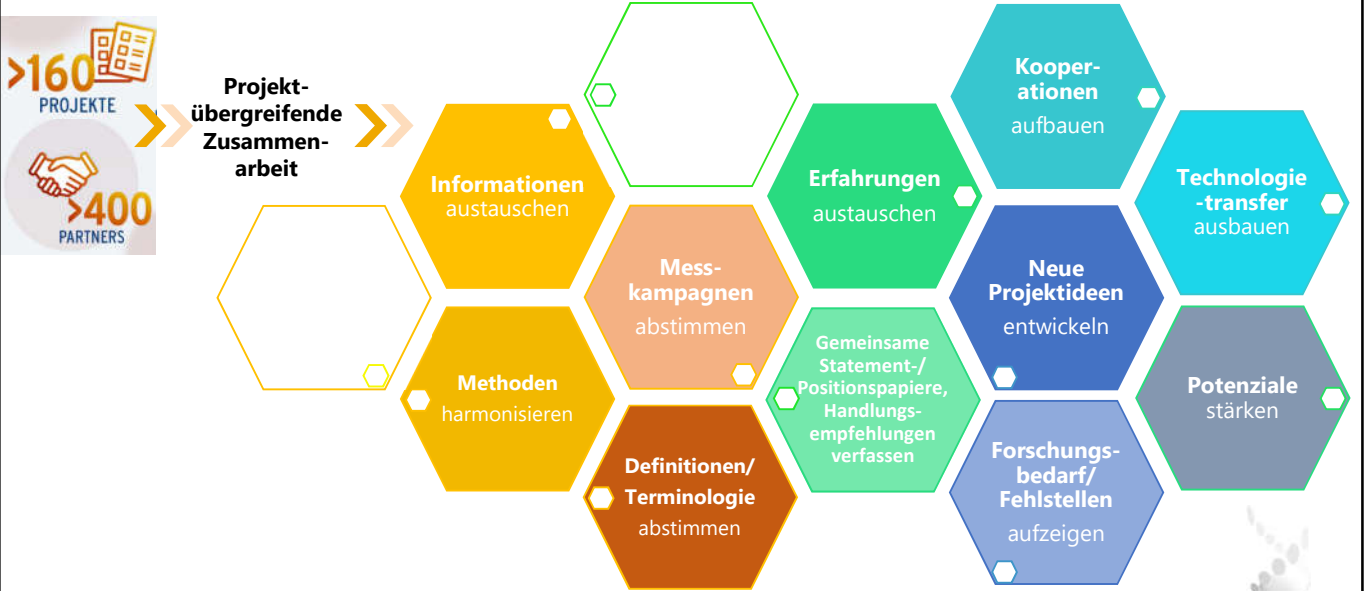 >160
PROJEKTE
>400
PARTNERS
Projekt-
übergreifende
Zusammen-
arbeit
Informationen
austauschen
Methoden
harmonisieren
Mess-
kampagnen
abstimmen
Definitionen/
Terminologie
abstimmen
Erfahrungen
austauschen
Gemeinsame
Statement-/
Positionspapiere,
Handlungs-
empfehlungen
verfassen
Kooper-
ationen
aufbauen
Neue
Projektideen
entwickeln
Forschungs-
bedarf/
Fehlstellen
aufzeigen
Technologie
-transfer
ausbauen
Potenziale
stärken